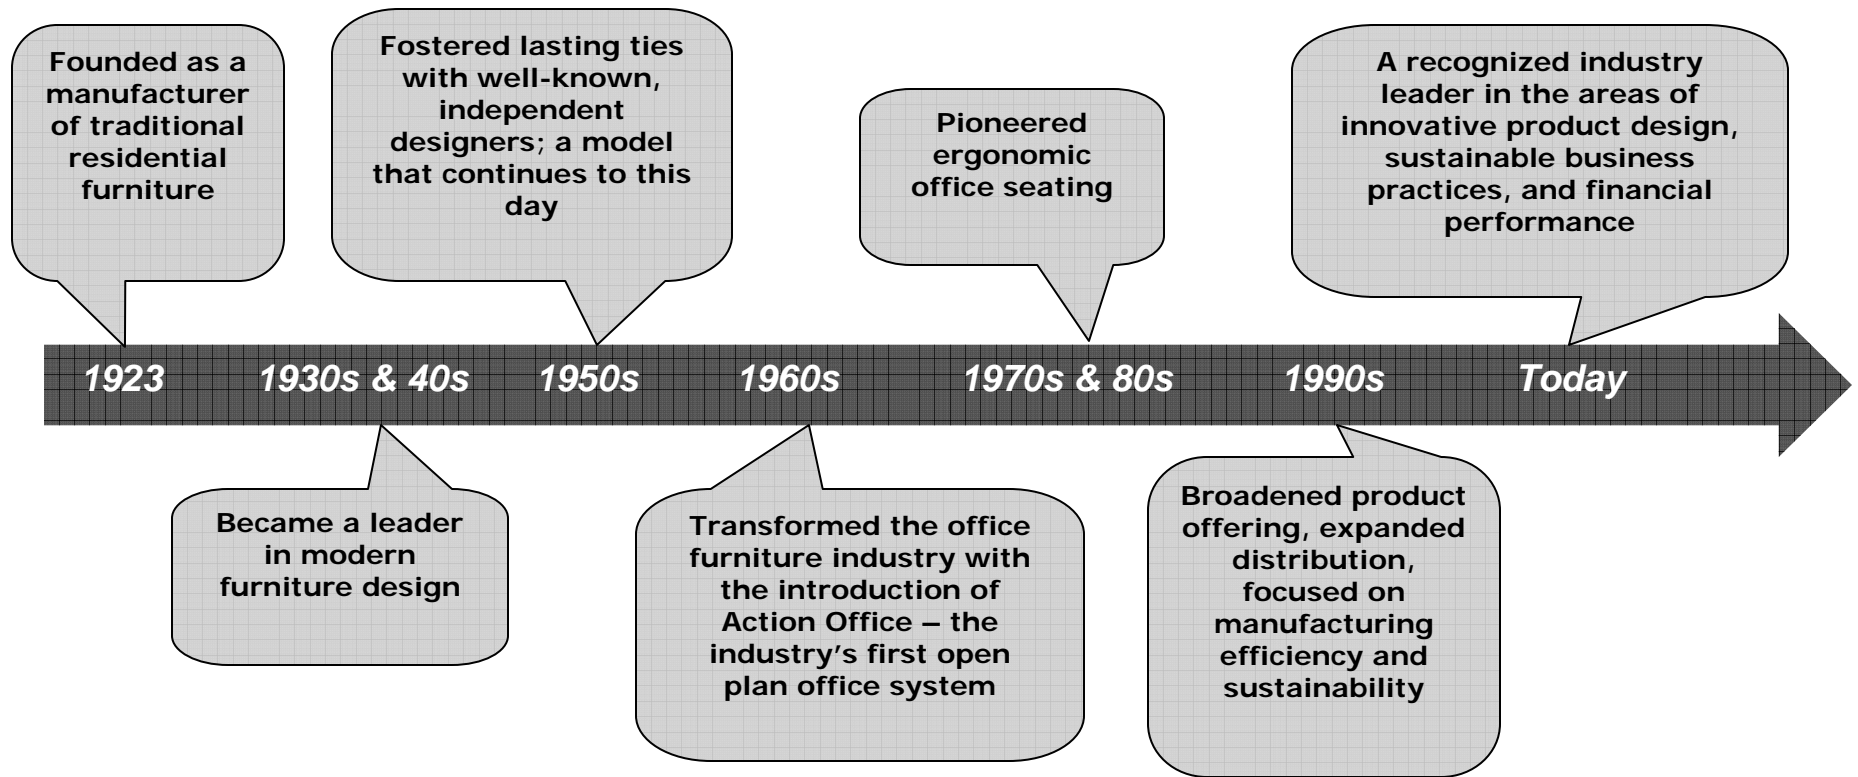 Founded as a
manufacturer
of traditional
residential
furniture
Fostered lasting ties
with well-known,
independent
designers; a model
that continues to this
day
Pioneered
ergonomic
office seating
A recognized industry
leader in the areas of
innovative product design,
sustainable business
practices, and financial
performance
1923 1930s & 40s 1950s 1960s 1970s & 80s 1990s Today
Became a leader
in modern
furniture design
Transformed the office
furniture industry with
the introduction of
Action Office – the
industry’s first open
plan office system
Broadened product
offering, expanded
distribution,
focused on
manufacturing
efficiency and
sustainability